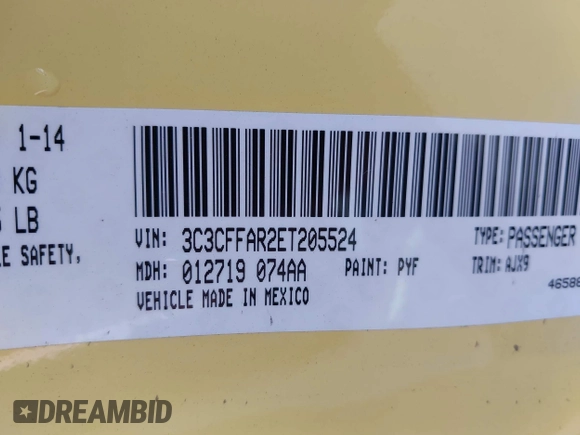 1-14
KG
LB
SAFETY,
VIN: 3C3CFFAR2ET205524
TYPE: PASSENGER
MDH: 012719 074AA
PAINT: PYF
TRIM: AJX9
VEHICLE MADE IN MEXICO
DREAMBID